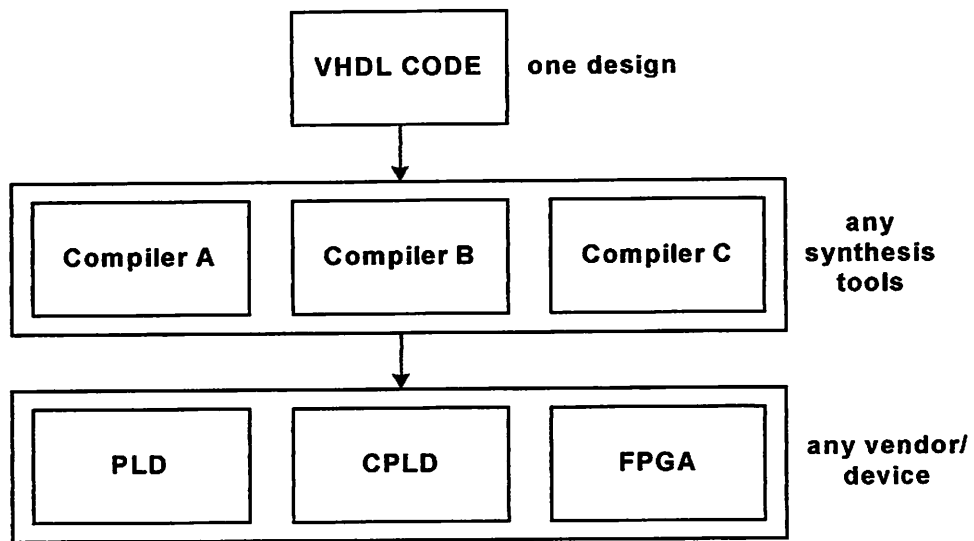 VHDL CODE
one design
Compiler A
Compiler B
Compiler C
any
synthesis
tools
PLD
CPLD
FPGA
any vendor/
device